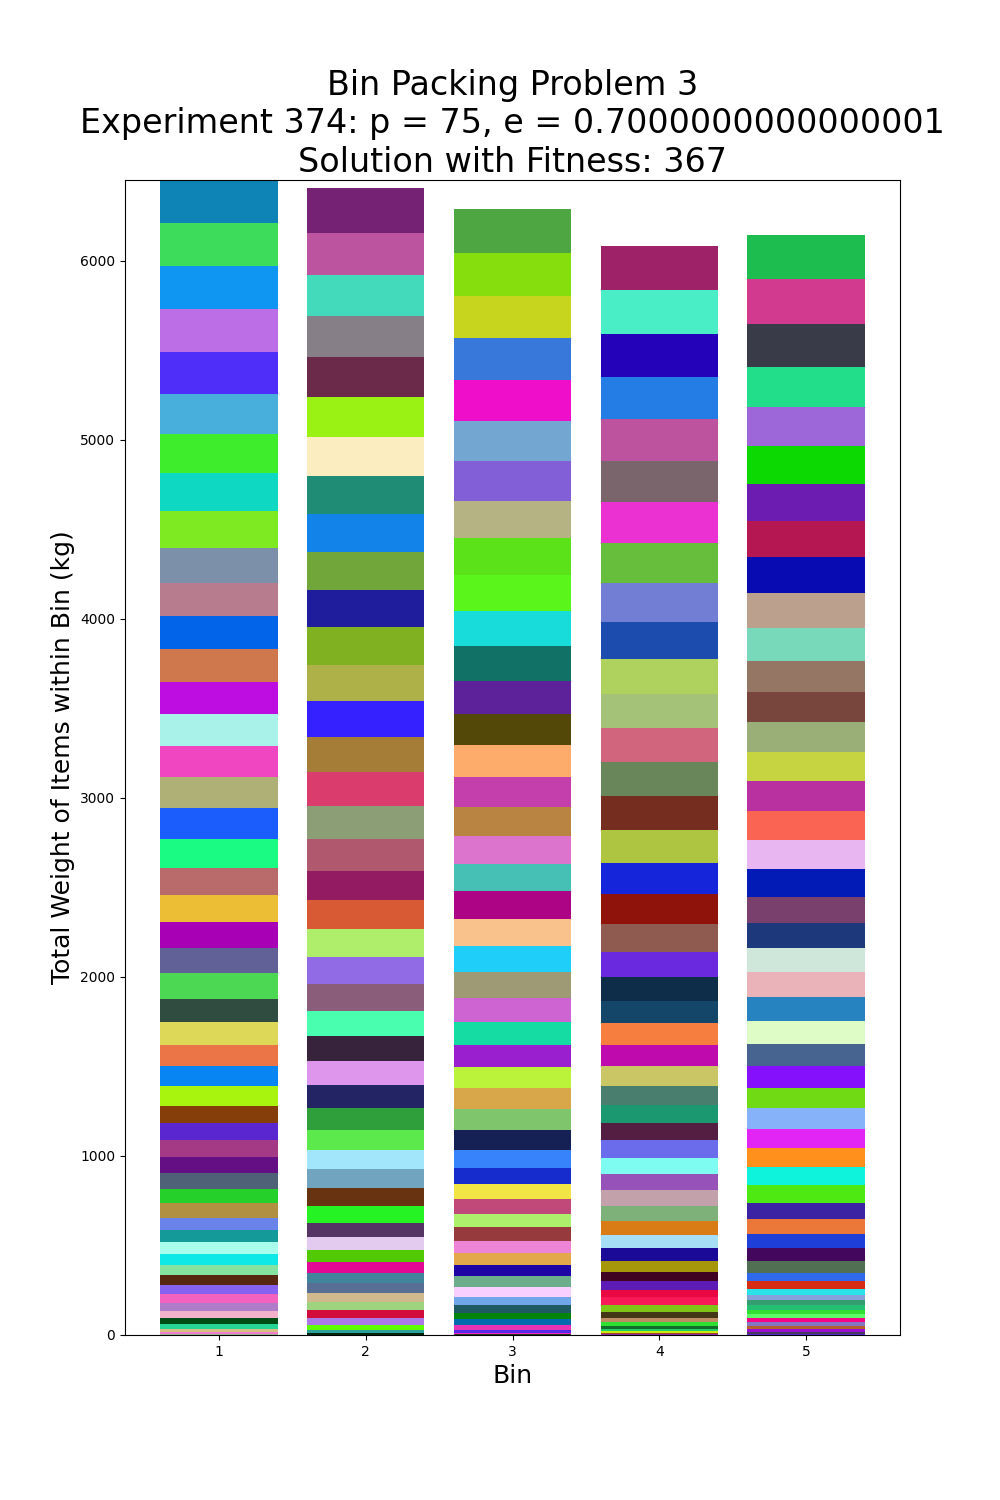 Bin Packing Problem 3
Experiment 374: p = 75, e = 0.7000000000000001
Solution with Fitness: 367
Total Weight of Items within Bin (kg)
6000
5000
4000
3000
2000
1000
0
1 2 3 4 5
Bin